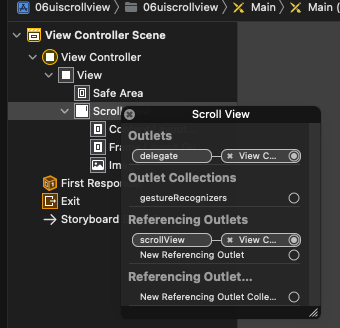 06uiscrollview
06uiscrollview
Main
Main (
View Controller Scene
View Controller
View
Safe Area
Scro
Scroll View
Co
Outlets
Fra
delegate
View C...
Im
Outlet Collections
First Respo
gestureRecognizers
Exit
Referencing Outlets
Storyboard
scrollView
View C...
New Referencing Outlet
Referencing Outlet...
New Referencing Outlet Colle...